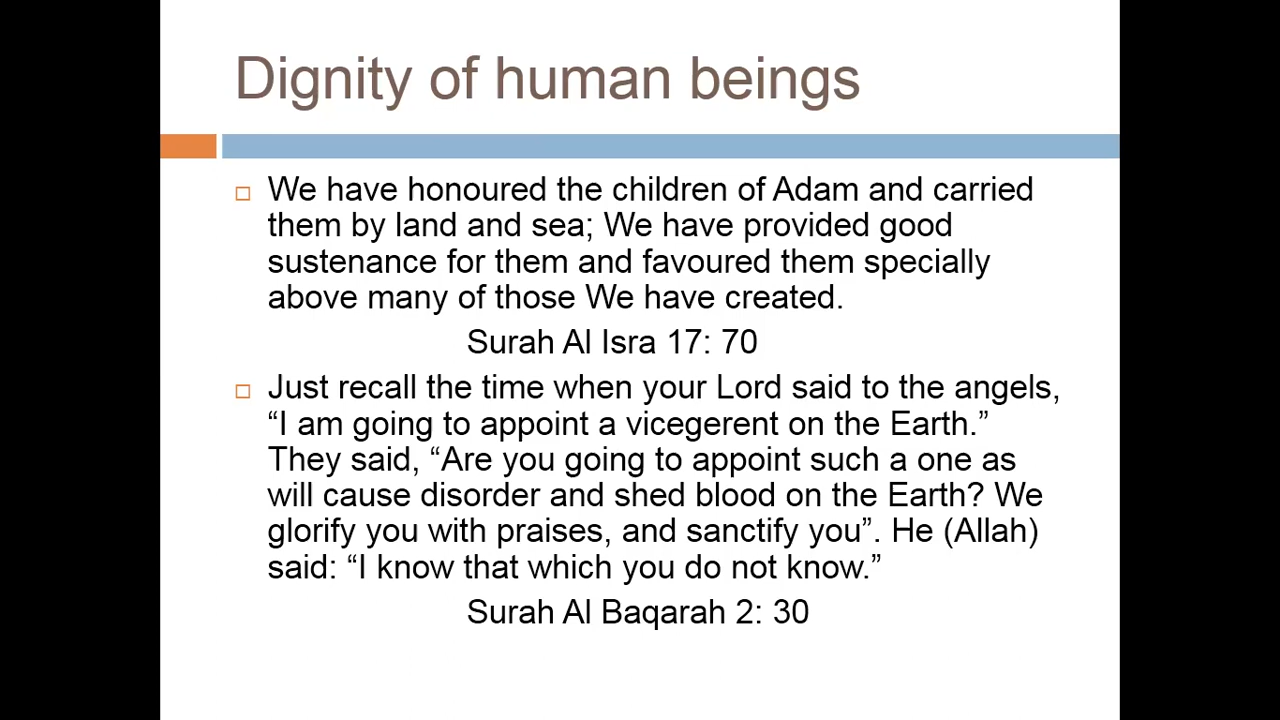 Dignity of human beings
We have honoured the children of Adam and carried
them by land and sea; We have provided good
sustenance for them and favoured them specially
above many of those We have created.
Surah Al Isra 17: 70
Just recall the time when your Lord said to the angels,
“I am going to appoint a vicegerent on the Earth.”
They said, “Are you going to appoint such a one as
will cause disorder and shed blood on the Earth? We
glorify you with praises, and sanctify you”. He (Allah)
said: “I know that which you do not know.”
Surah Al Baqarah 2: 30